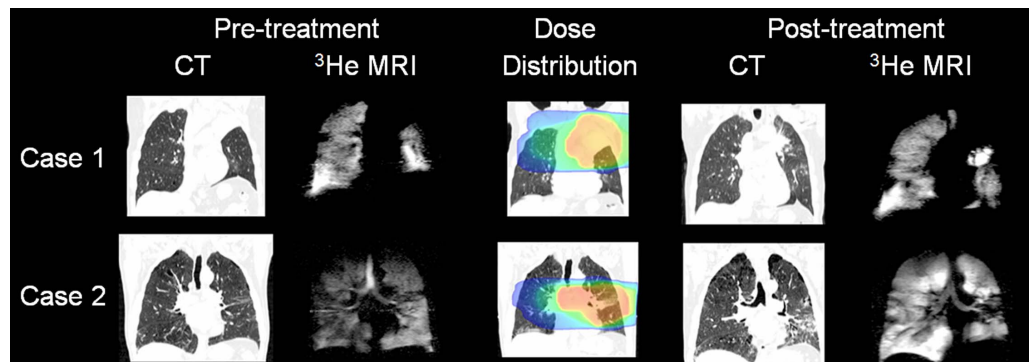 Pre-treatment Dose Post-treatment
CT ³He MRI Distribution CT ³He MRI
Case 1
Case 2